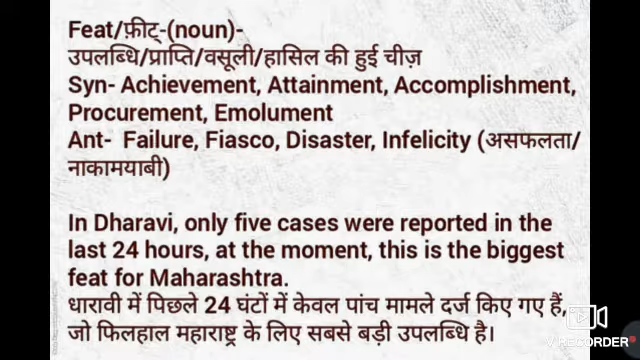 Feat/फ़ीट्-(noun)-
उपलब्धि/प्राप्ति/वसूली/हासिल की हुई चीज़
Syn- Achievement, Attainment, Accomplishment,
Procurement, Emolument
Ant-  Failure, Fiasco, Disaster, Infelicity (असफलता/
नाकामयाबी)
In Dharavi, only five cases were reported in the
last 24 hours, at the moment, this is the biggest
feat for Maharashtra.
धारावी में पिछले 24 घंटों में केवल पांच मामले दर्ज किए गए हैं,
जो फिलहाल महाराष्ट्र के लिए सबसे बड़ी उपलब्धि है।
V RECORDER